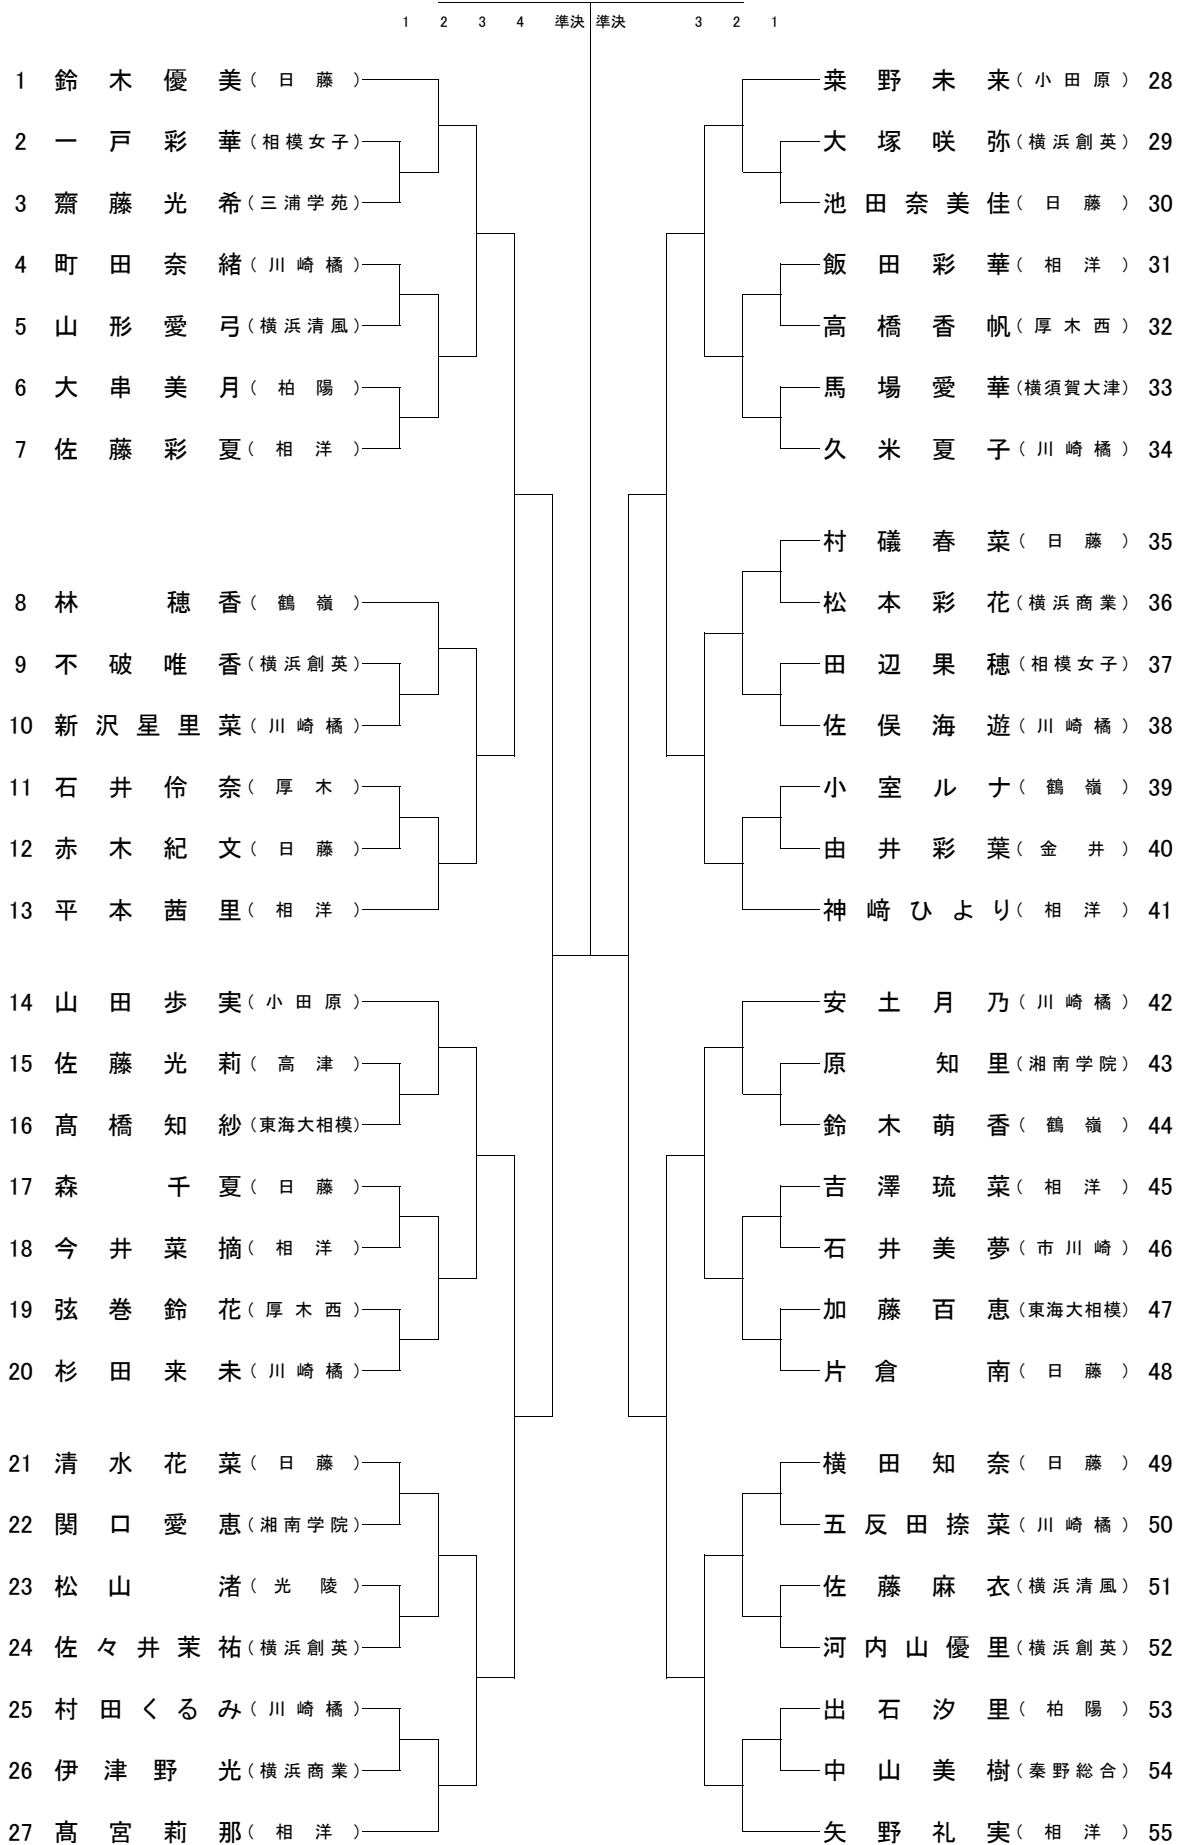 1 2 3 4 準決 準決 3 2 1
1 鈴木優美(日藤) 桒野未来(小田原) 28
2 一戸彩華(相模女子) 大塚咲弥(横浜創英) 29
3 齋藤光希(三浦学苑) 池田奈美佳(日藤) 30
4 町田奈緒(川崎橘) 飯田彩華(相洋) 31
5 山形愛弓(横浜清風) 高橋香帆(厚木西) 32
6 大串美月(柏陽) 馬場愛華(横須賀大津) 33
7 佐藤彩夏(相洋) 久米夏子(川崎橘) 34
村礒春菜(日藤) 35
8 林穂香(鶴嶺) 松本彩花(横浜商業) 36
9 不破唯香(横浜創英) 田辺果穂(相模女子) 37
10 新沢星里菜(川崎橘) 佐俣海遊(川崎橘) 38
11 石井伶奈(厚木) 小室ルナ(鶴嶺) 39
12 赤木紀文(日藤) 由井彩葉(金井) 40
13 平本茜里(相洋) 神﨑ひより(相洋) 41
14 山田歩実(小田原) 安土月乃(川崎橘) 42
15 佐藤光莉(高津) 原知里(湘南学院) 43
16 髙橋知紗(東海大相模) 鈴木萌香(鶴嶺) 44
17 森千夏(日藤) 吉澤琉菜(相洋) 45
18 今井菜摘(相洋) 石井美夢(市川崎) 46
19 弦巻鈴花(厚木西) 加藤百恵(東海大相模) 47
20 杉田来未(川崎橘) 片倉南(日藤) 48
21 清水花菜(日藤) 横田知奈(日藤) 49
22 関口愛恵(湘南学院) 五反田捺菜(川崎橘) 50
23 松山渚(光陵) 佐藤麻衣(横浜清風) 51
24 佐々井茉祐(横浜創英) 河内山優里(横浜創英) 52
25 村田くるみ(川崎橘) 出石汐里(柏陽) 53
26 伊津野光(横浜商業) 中山美樹(秦野総合) 54
27 髙宮莉那(相洋) 矢野礼実(相洋) 55